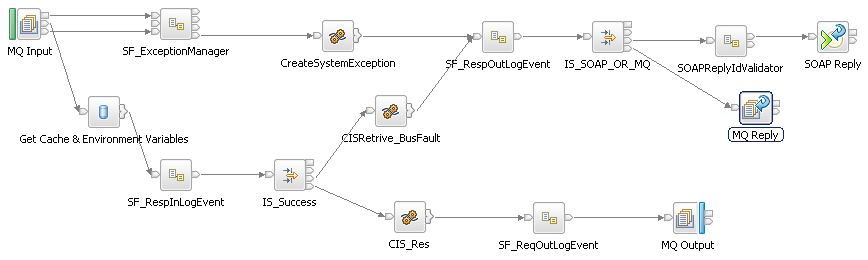 MQ Input
SF_ExceptionManager
CreateSystemException
SF_RespOutLogEvent
IS_SOAP_OR_MQ
SOAPReplyIdValidator
SOAP Reply
MQ Reply
Get Cache & Environment Variables
CISRetrive_BusFault
SF_RespInLogEvent
IS_Success
CIS_Res
SF_ReqOutLogEvent
MQ Output